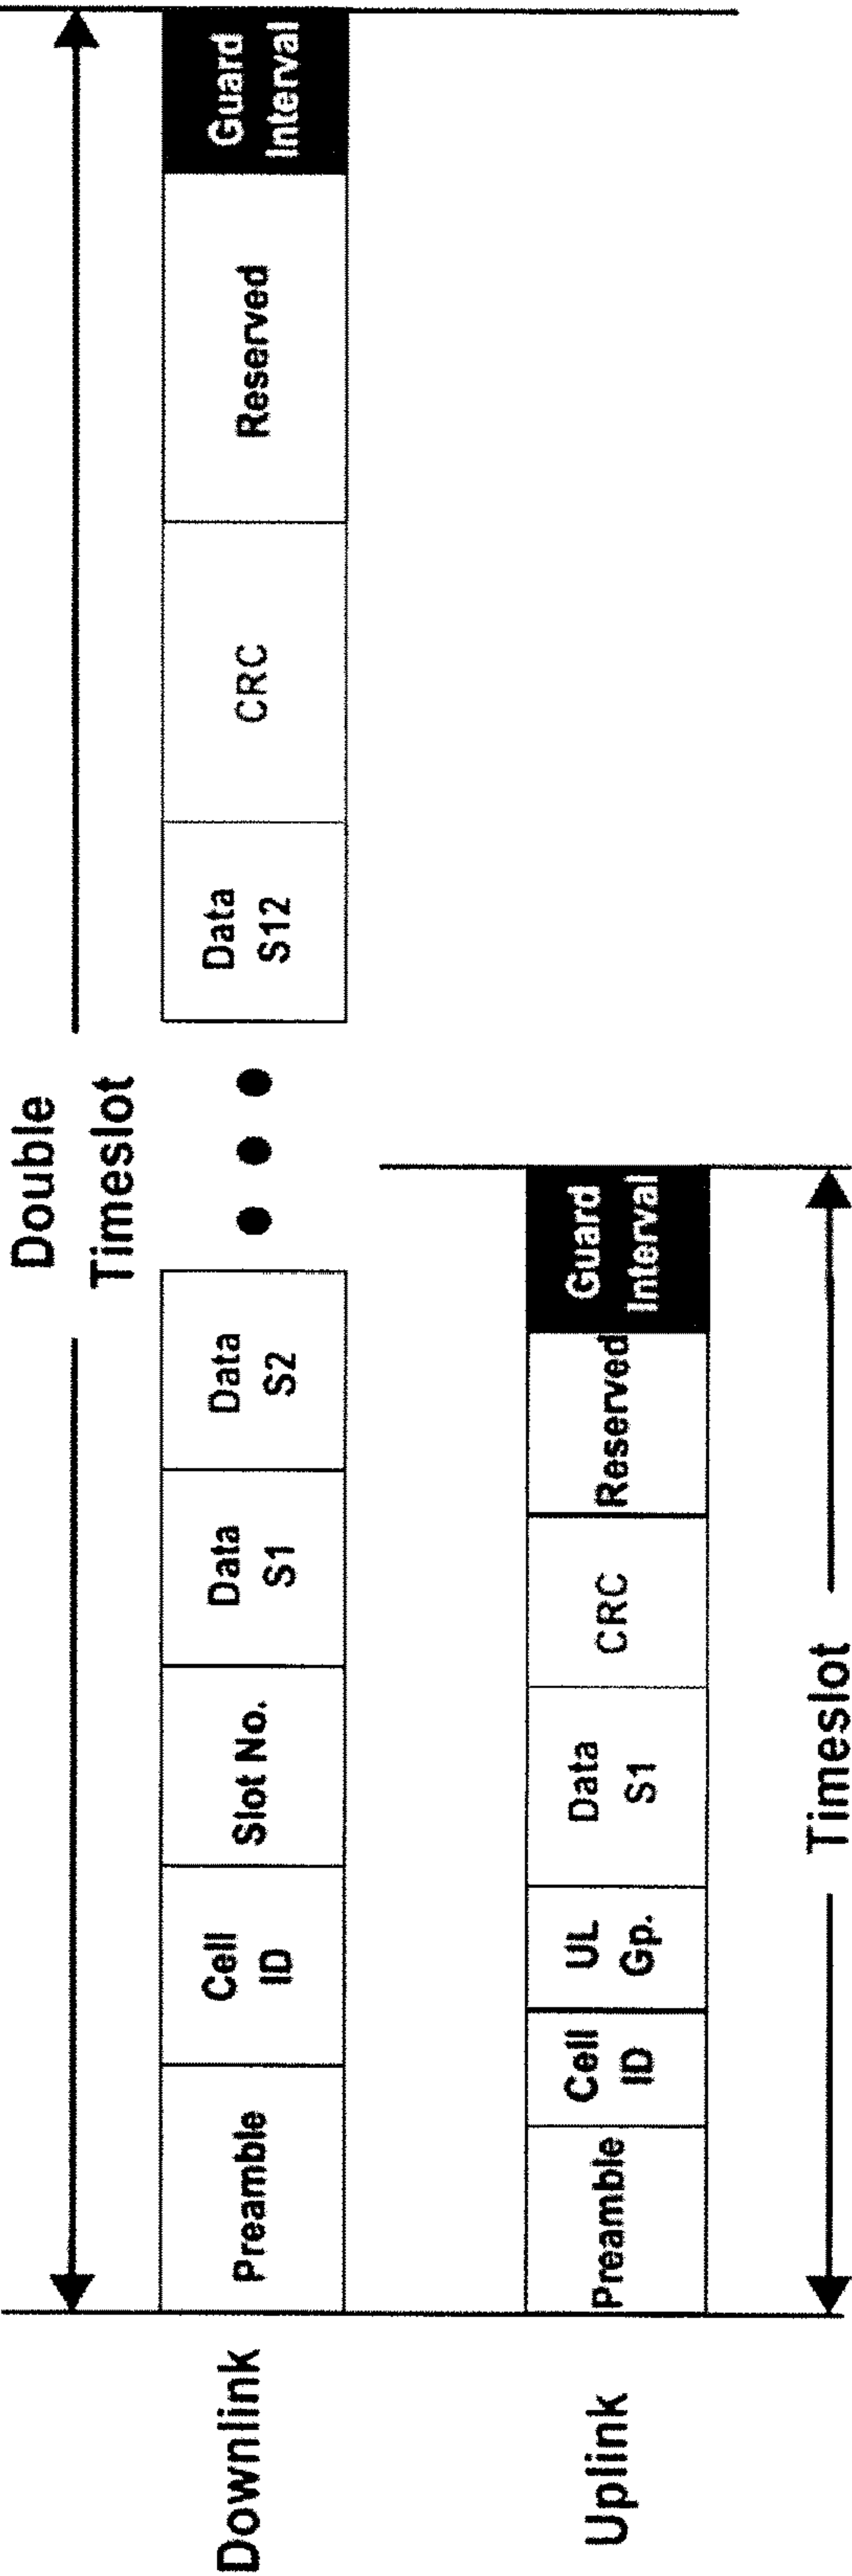 Double
Timeslot
Downlink
Preamble
Cell
ID
Slot No.
Data
S1
Data
S2
Data
S12
CRC
Reserved
Guard
Interval
Uplink
Preamble
Cell
ID
UL
Gp.
Data
S1
CRC
Reserved
Guard
Interval
Timeslot